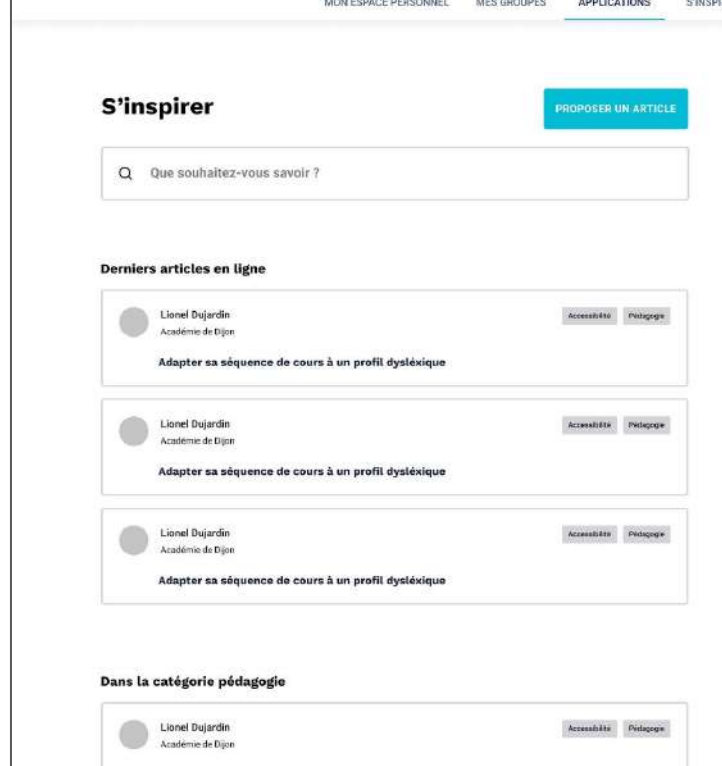 MON ESPACE PERSONNEL MES GROUPES APPLICATIONS S'INSPI
S'inspirer
PROPOSER UN ARTICLE
Que souhaitez-vous savoir ?
Derniers articles en ligne
Lionel Dujardin
Accessibilité Pédagogie
Académie de Dijon
Adapter sa séquence de cours à un profil dysléxique
Lionel Dujardin
Accessibilité Pédagogie
Académie de Dijon
Adapter sa séquence de cours à un profil dysléxique
Lionel Dujardin
Accessibilité Pédagogie
Académie de Dijon
Adapter sa séquence de cours à un profil dysléxique
Dans la catégorie pédagogie
Lionel Dujardin
Accessibilité Pédagogie
Académie de Dijon